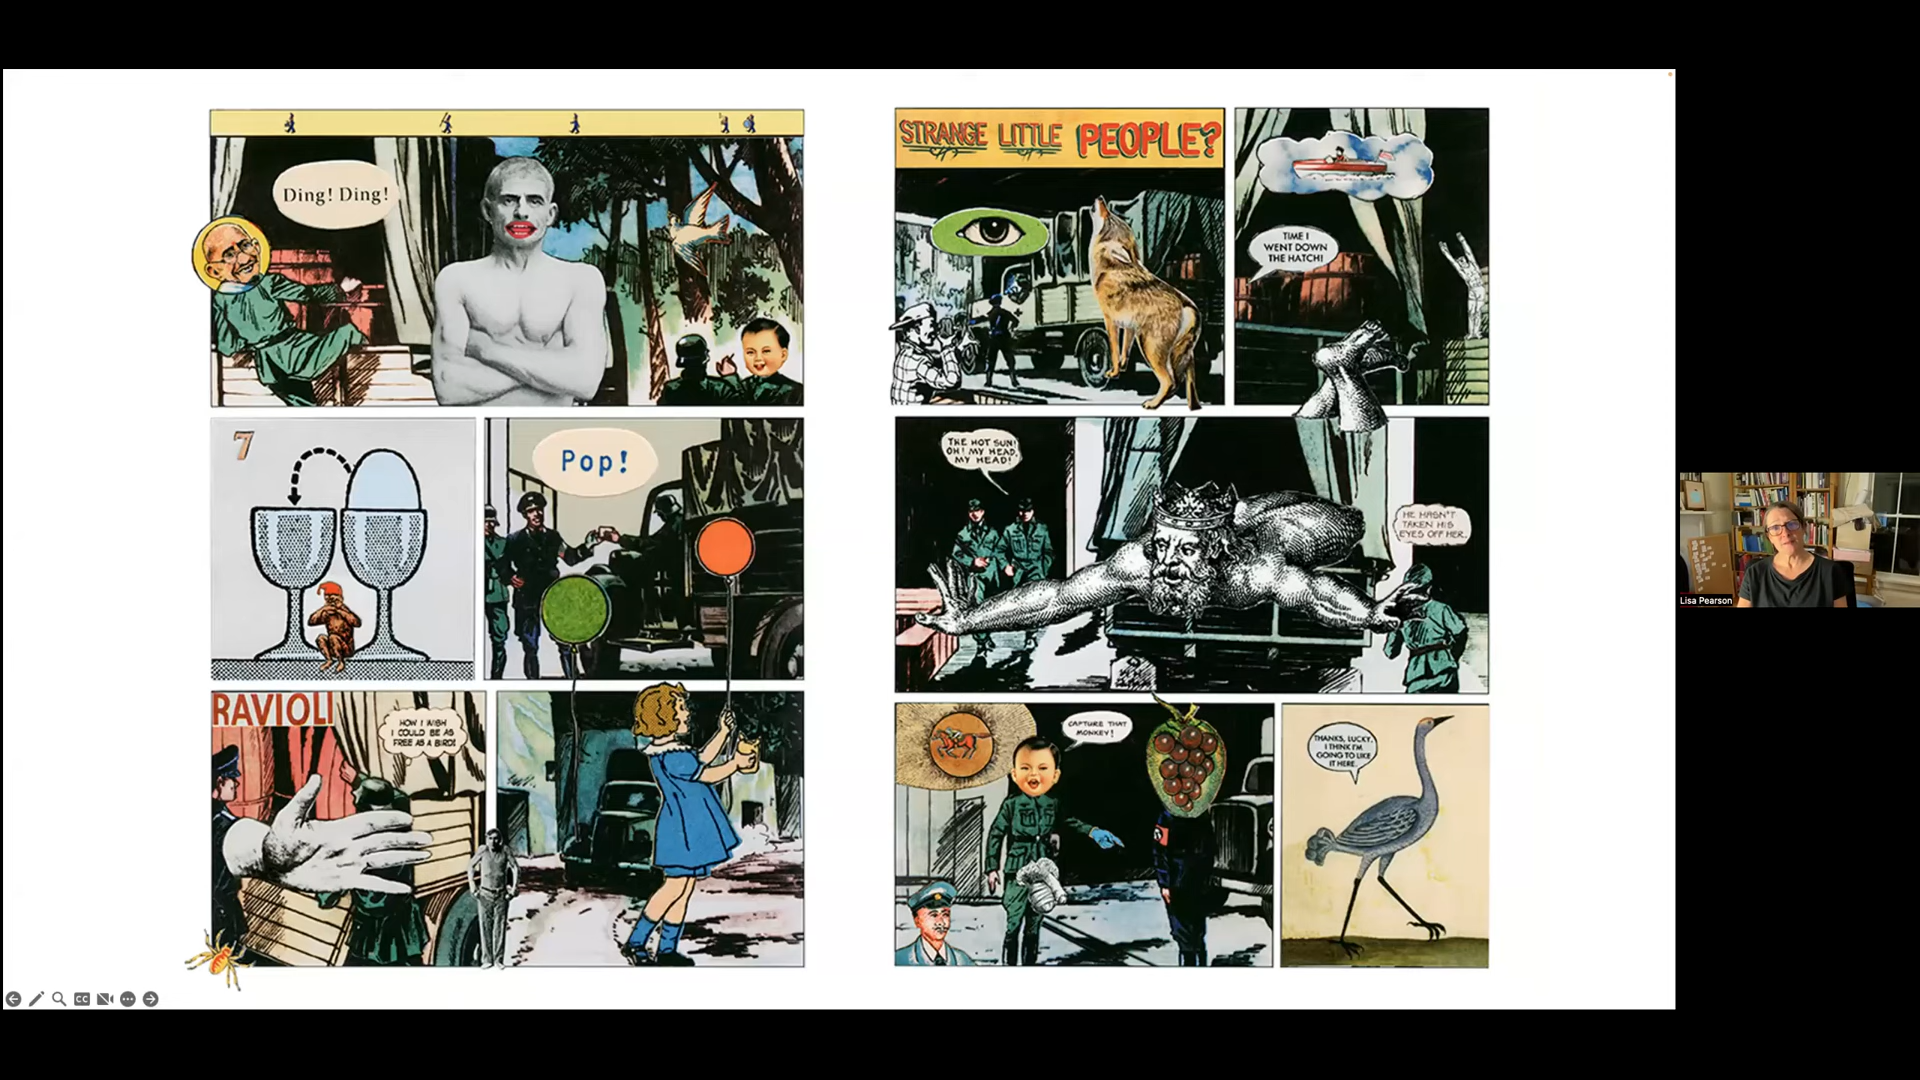 Ding! Ding!
7
Pop!
RAVIOLI
HOW I WISH
I COULD BE AS
FREE AS A BIRD!
STRANGE LITTLE PEOPLE?
TIME I
WENT DOWN
THE HATCH!
THE HOT SUN!
OH! MY HEAD,
MY HEAD!
HE HASN'T
TAKEN HIS
EYES OFF HER.
CAPTURE THAT
MONKEY!
THANKS, LUCKY,
I THINK I'M
GOING TO LIKE
IT HERE.
Lisa Pearson
CC